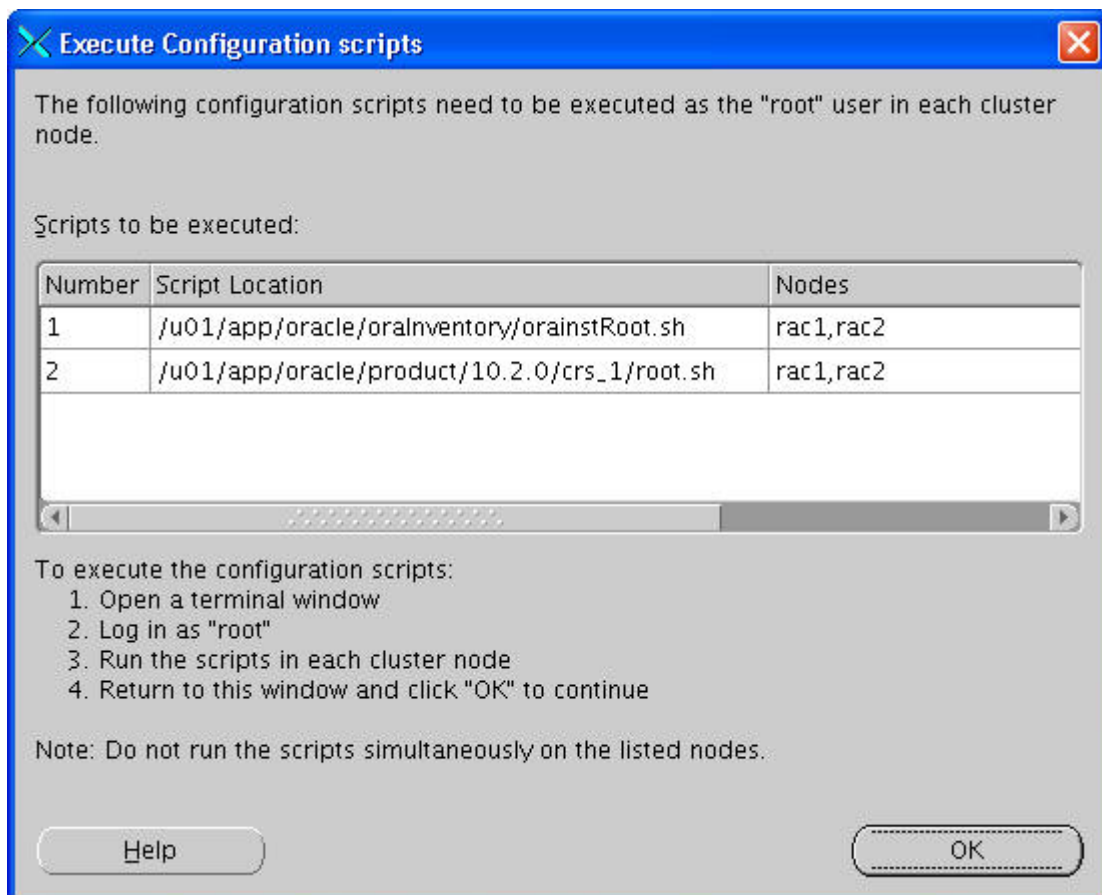 Execute Configuration scripts
The following configuration scripts need to be executed as the "root" user in each cluster
node.
Scripts to be executed:
Number Script Location Nodes
1 /u01/app/oracle/oraInventory/orainstRoot.sh rac1,rac2
2 /u01/app/oracle/product/10.2.0/crs_1/root.sh rac1,rac2
To execute the configuration scripts:
1. Open a terminal window
2. Log in as "root"
3. Run the scripts in each cluster node
4. Return to this window and click "OK" to continue
Note: Do not run the scripts simultaneously on the listed nodes.
Help OK